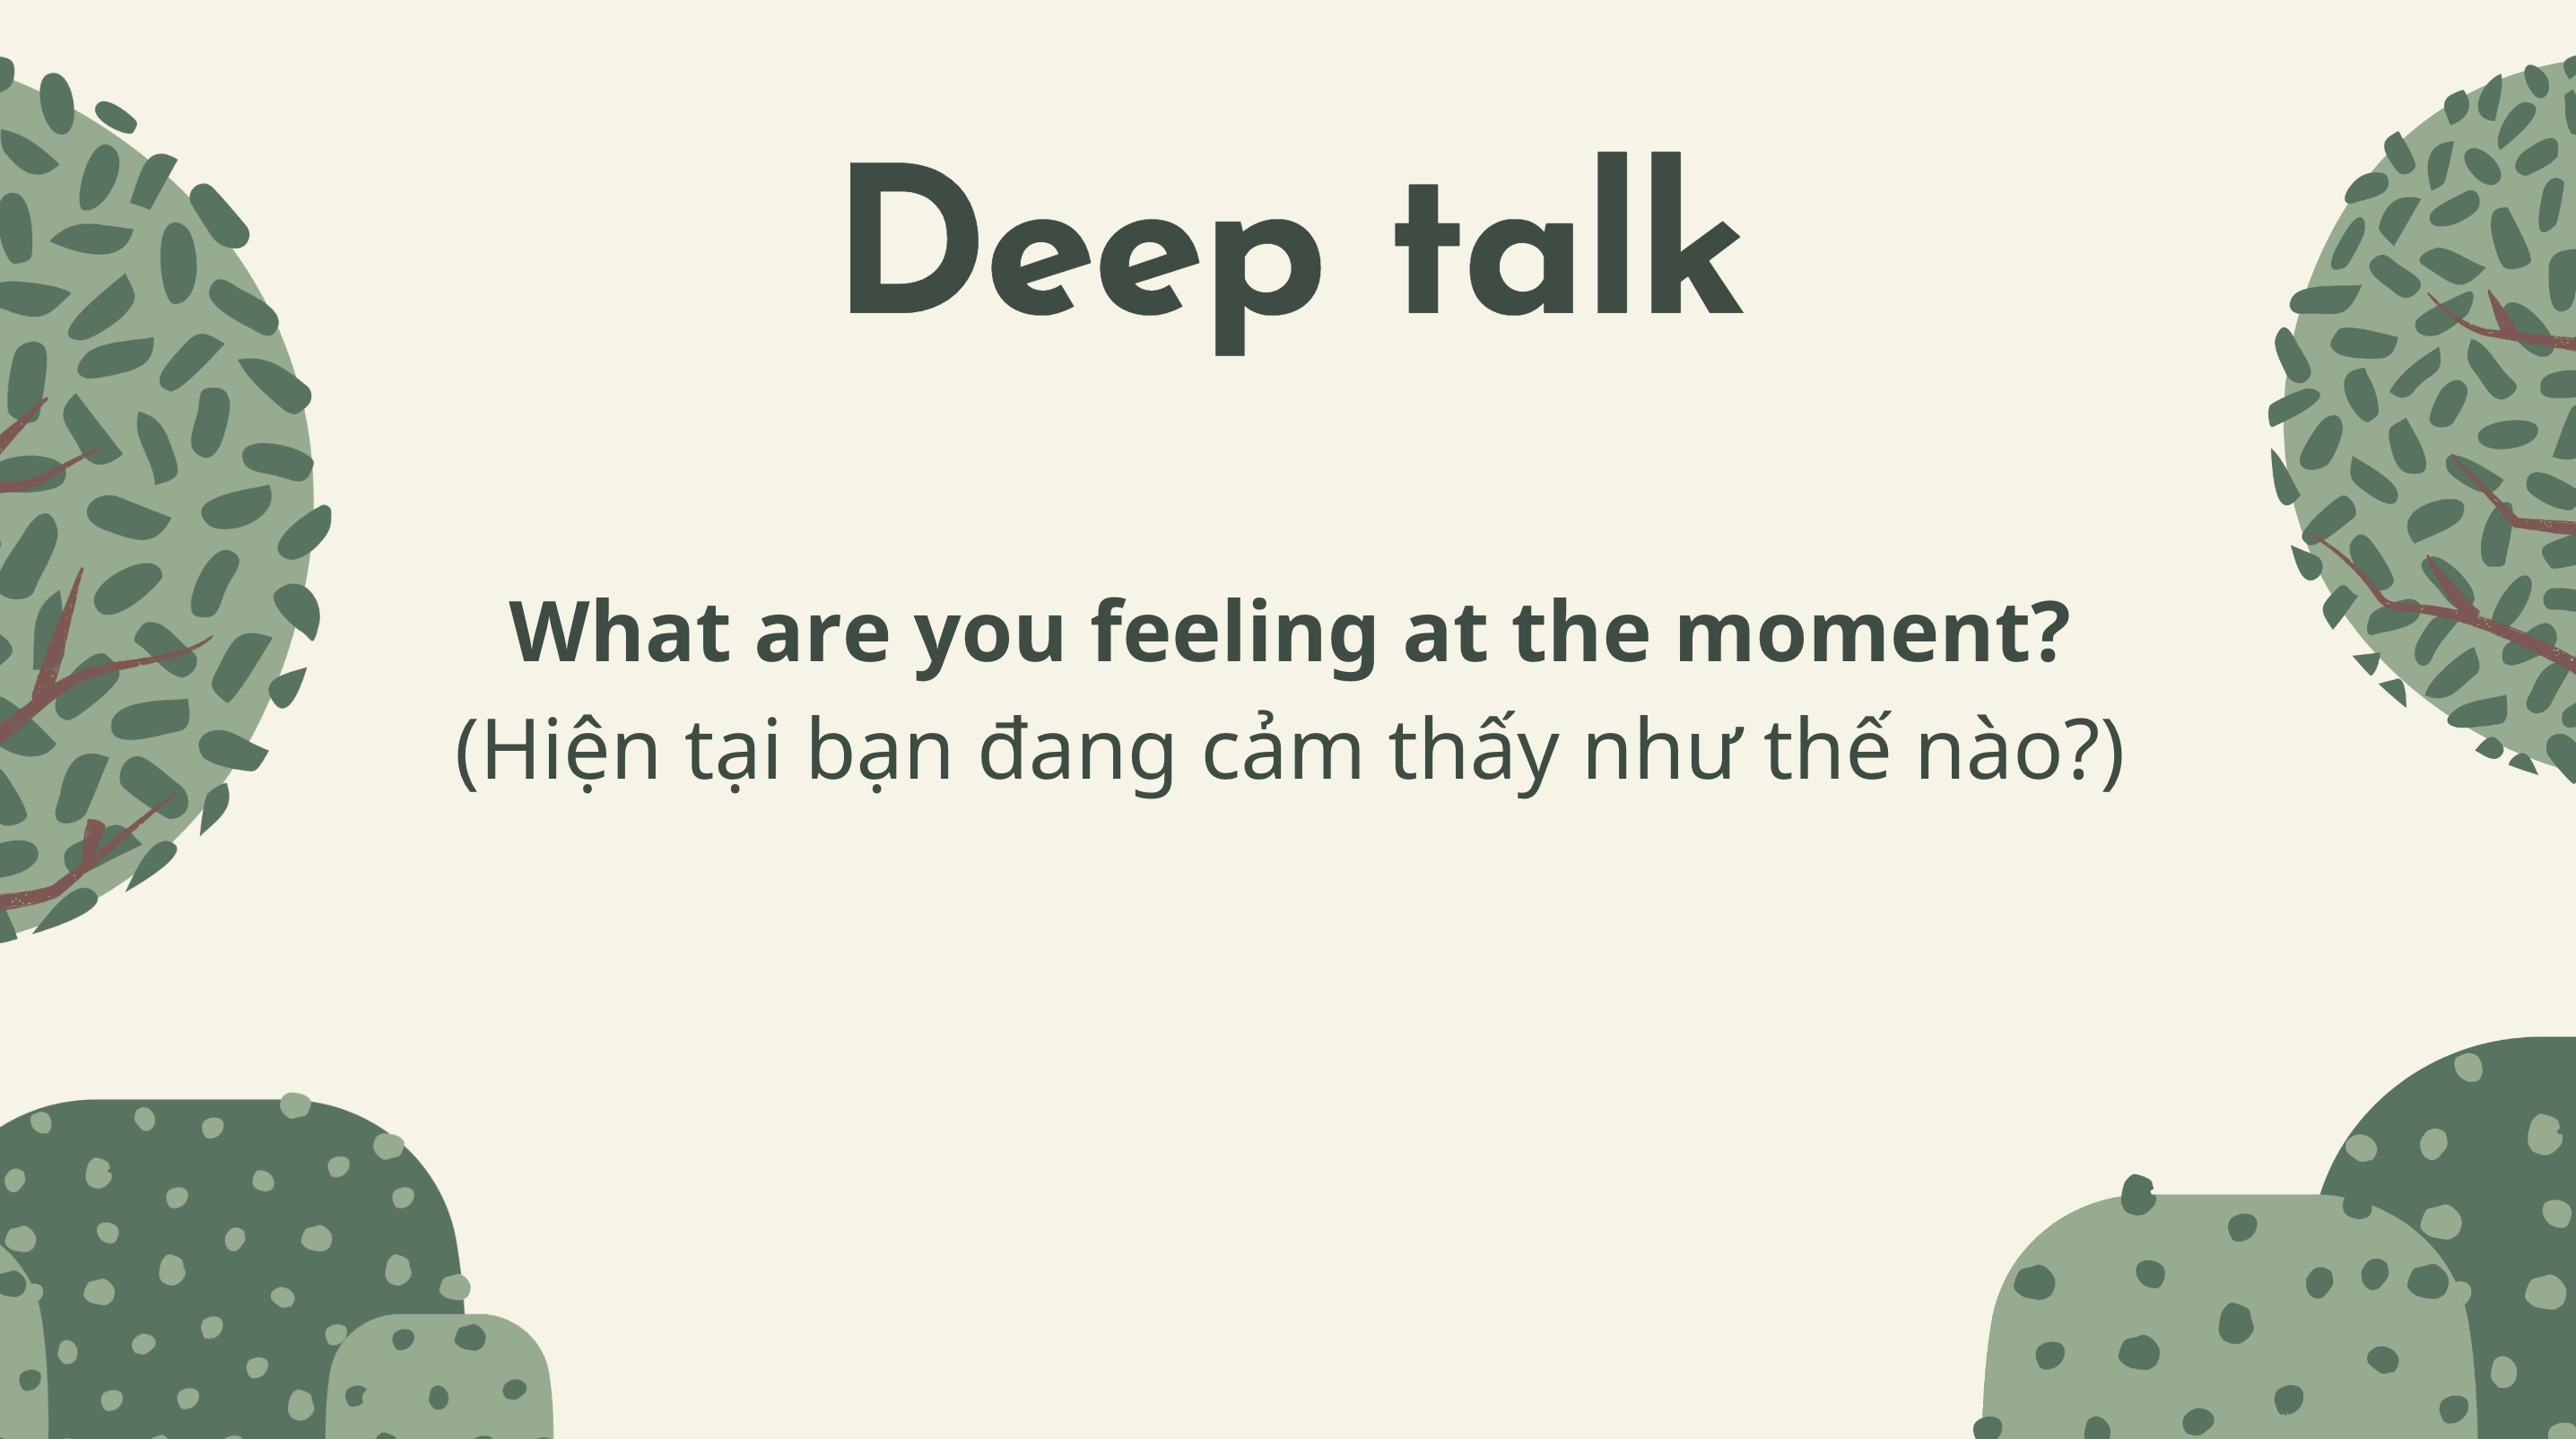 Deep talk
What are you feeling at the moment?
(Hiện tại bạn đang cảm thấy như thế nào?)